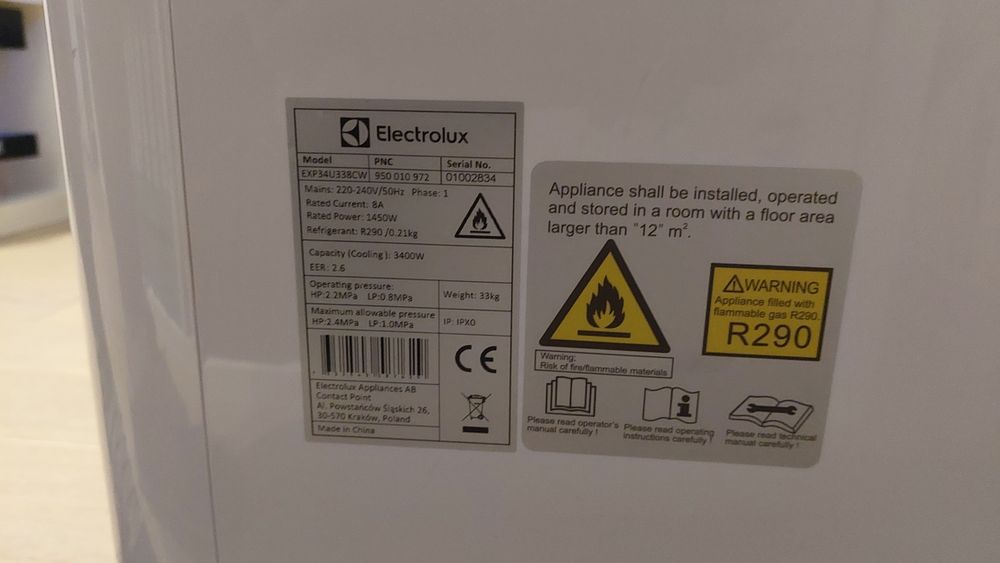 Electrolux
Model PNC Serial No.
EXP34U338CW 950 010 972 01002834
Mains: 220-240V/50Hz Phase: 1
Rated Current: 8A
Rated Power: 1450W
Refrigerant: R290 /0.21kg
Capacity (Cooling): 3400W
EER: 2.6
Operating pressure:
HP:2.2MPa LP:0.8MPa
Weight: 33kg
Maximum allowable pressure
HP:2.4MPa LP:1.0MPa
IP: IPX0
CE
Electrolux Appliances AB
Contact Point
Al. Powstańców Śląskich 26,
30-570 Kraków, Poland
Made in China
Appliance shall be installed, operated
and stored in a room with a floor area
larger than "12" m².
WARNING
Appliance filled with
flammable gas R290.
R290
Warning;
Risk of fire/flammable materials
Please read operator's
manual carefully !
Please read operating
instructions carefully !
Please read technical
manual carefully !